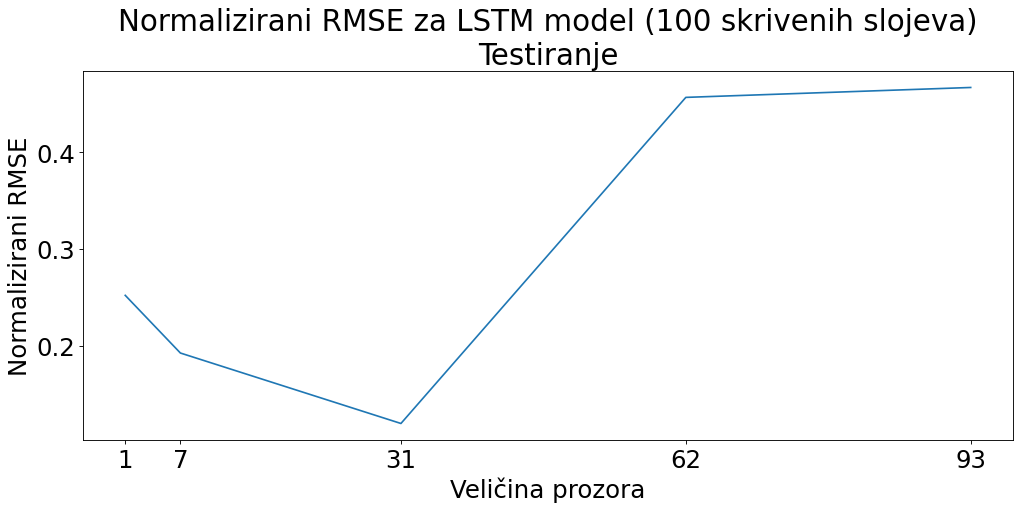 Normalizirani RMSE za LSTM model (100 skrivenih slojeva)
Testiranje
Normalizirani RMSE
0.4
0.3
0.2
1 7 31 62 93
Veličina prozora